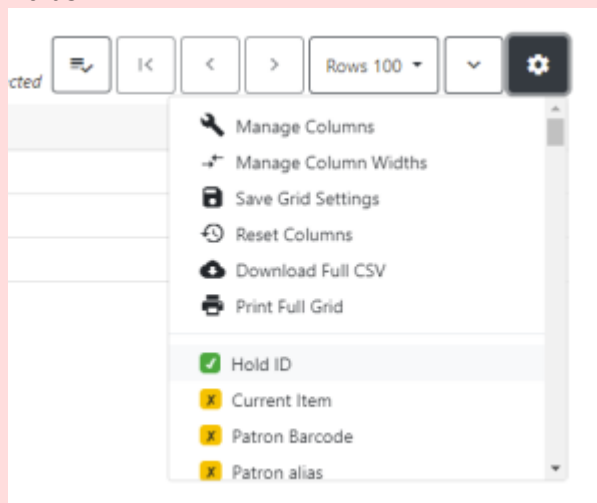 cted
Rows 100
Manage Columns
Manage Column Widths
Save Grid Settings
Reset Columns
Download Full CSV
Print Full Grid
Hold ID
x Current Item
x Patron Barcode
x Patron alias